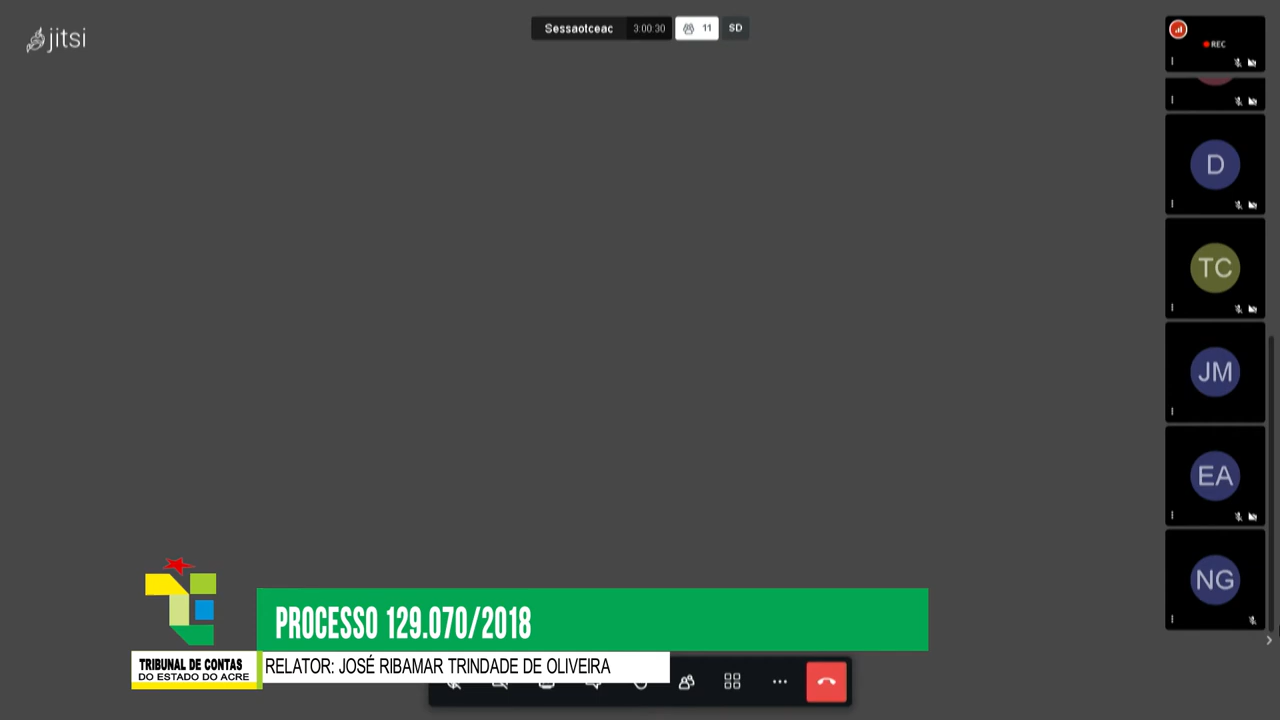 jitsi
Sessaotceac 3:00:30 11 SD
REC
D
TC
JM
EA
NG
PROCESSO 129.070/2018
RELATOR: JOSÉ RIBAMAR TRINDADE DE OLIVEIRA
TRIBUNAL DE CONTAS
DO ESTADO DO ACRE